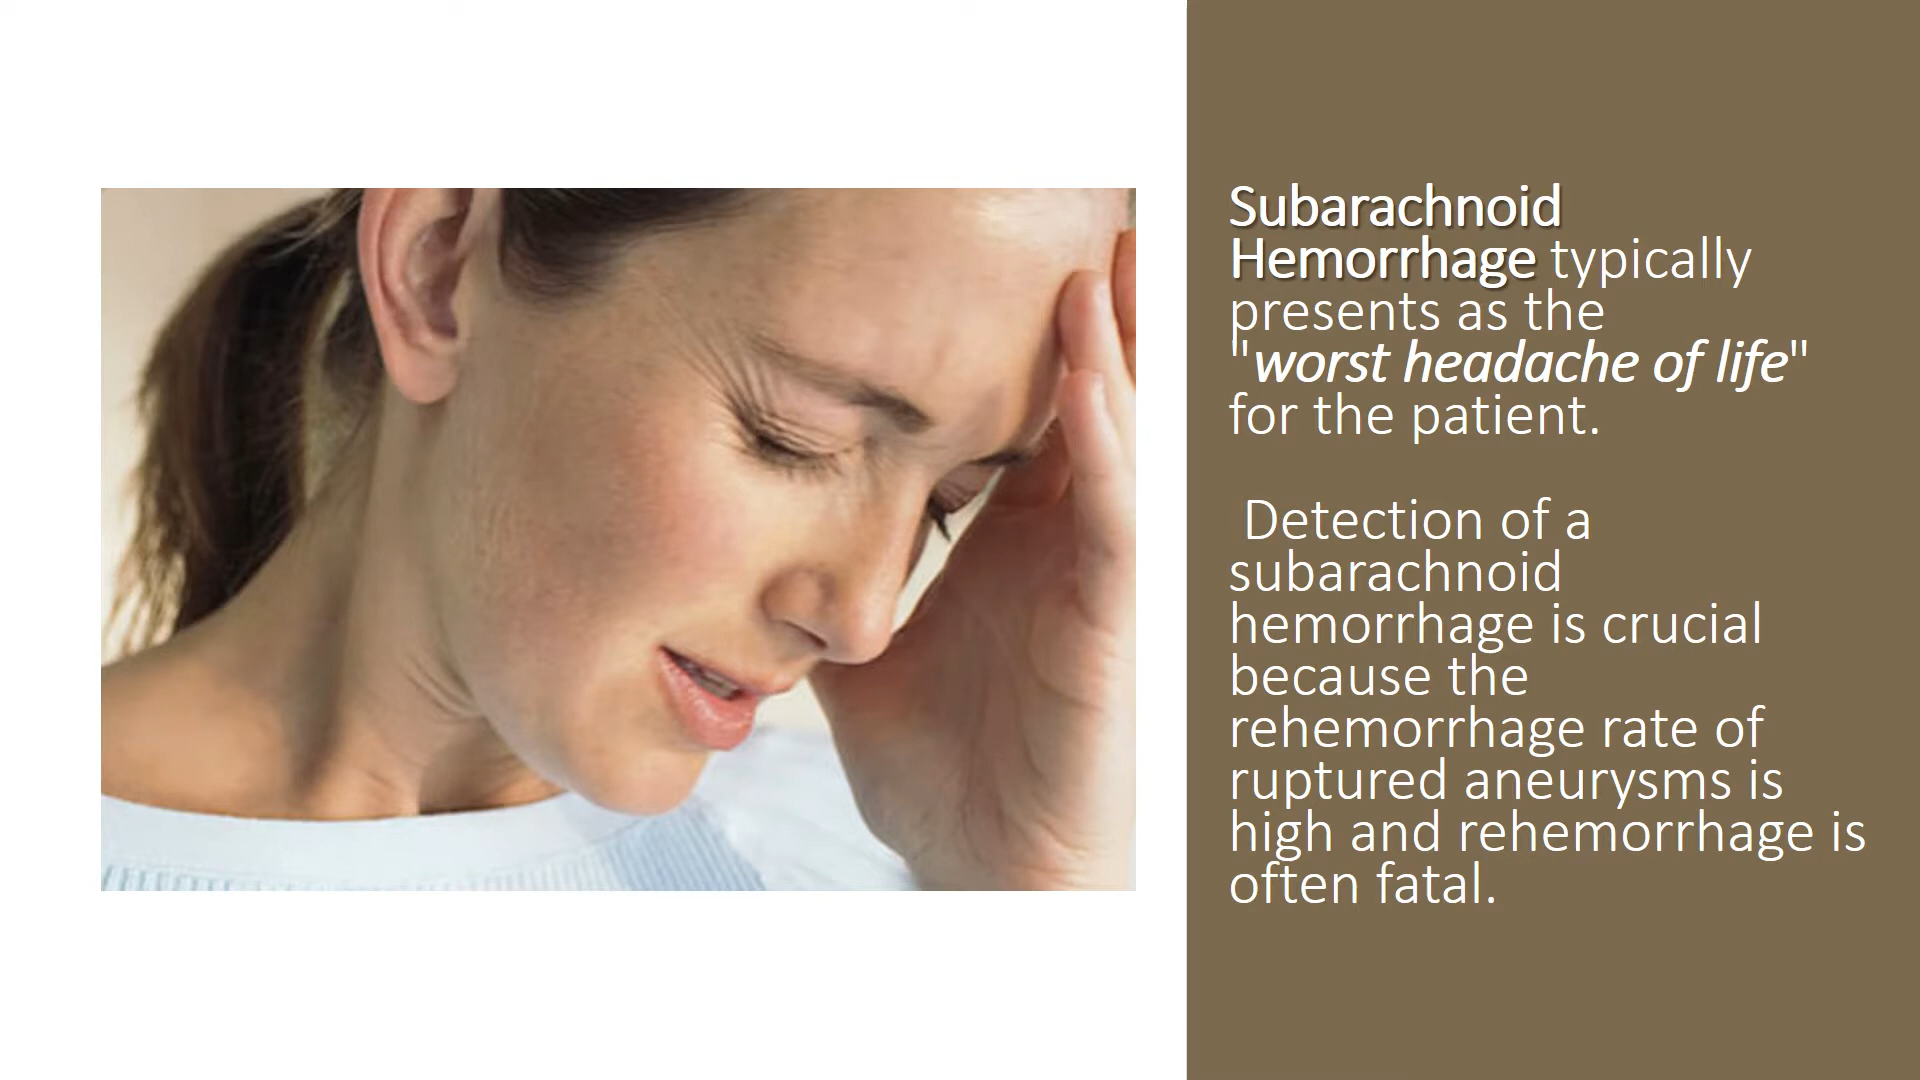 Subarachnoid
Hemorrhage typically
presents as the
"worst headache of life"
for the patient.
Detection of a
subarachnoid
hemorrhage is crucial
because the
rehemorrhage rate of
ruptured aneurysms is
high and rehemorrhage is
often fatal.